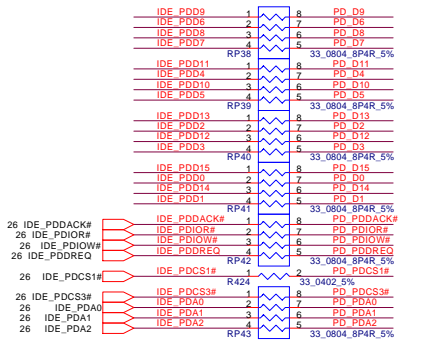 IDE_PDD9 1 8 PD_D9
IDE_PDD6 2 7 PD_D6
IDE_PDD8 3 6 PD_D8
IDE_PDD7 4 5 PD_D7
RP38 33_0804_8P4R_5%
IDE_PDD11 1 8 PD_D11
IDE_PDD4 2 7 PD_D4
IDE_PDD10 3 6 PD_D10
IDE_PDD5 4 5 PD_D5
RP39 33_0804_8P4R_5%
IDE_PDD13 1 8 PD_D13
IDE_PDD2 2 7 PD_D2
IDE_PDD12 3 6 PD_D12
IDE_PDD3 4 5 PD_D3
RP40 33_0804_8P4R_5%
IDE_PDD15 1 8 PD_D15
IDE_PDD0 2 7 PD_D0
IDE_PDD14 3 6 PD_D14
IDE_PDD1 4 5 PD_D1
RP41 33_0804_8P4R_5%
26 IDE_PDDACK# IDE_PDDACK# 1 8 PD_PDDACK#
26 IDE_PDIOR# IDE_PDIOR# 2 7 PD_PDIOR#
26 IDE_PDIOW# IDE_PDIOW# 3 6 PD_PDIOW#
26 IDE_PDDREQ IDE_PDDREQ 4 5 PD_PDDREQ
RP42 33_0804_8P4R_5%
26 IDE_PDCS1# IDE_PDCS1# 1 2 PD_PDCS1#
R424 33_0402_5%
26 IDE_PDCS3# IDE_PDCS3# 1 8 PD_PDCS3#
26 IDE_PDA0 IDE_PDA0 2 7 PD_PDA0
26 IDE_PDA1 IDE_PDA1 3 6 PD_PDA1
26 IDE_PDA2 IDE_PDA2 4 5 PD_PDA2
RP43 33_0804_8P4R_5%